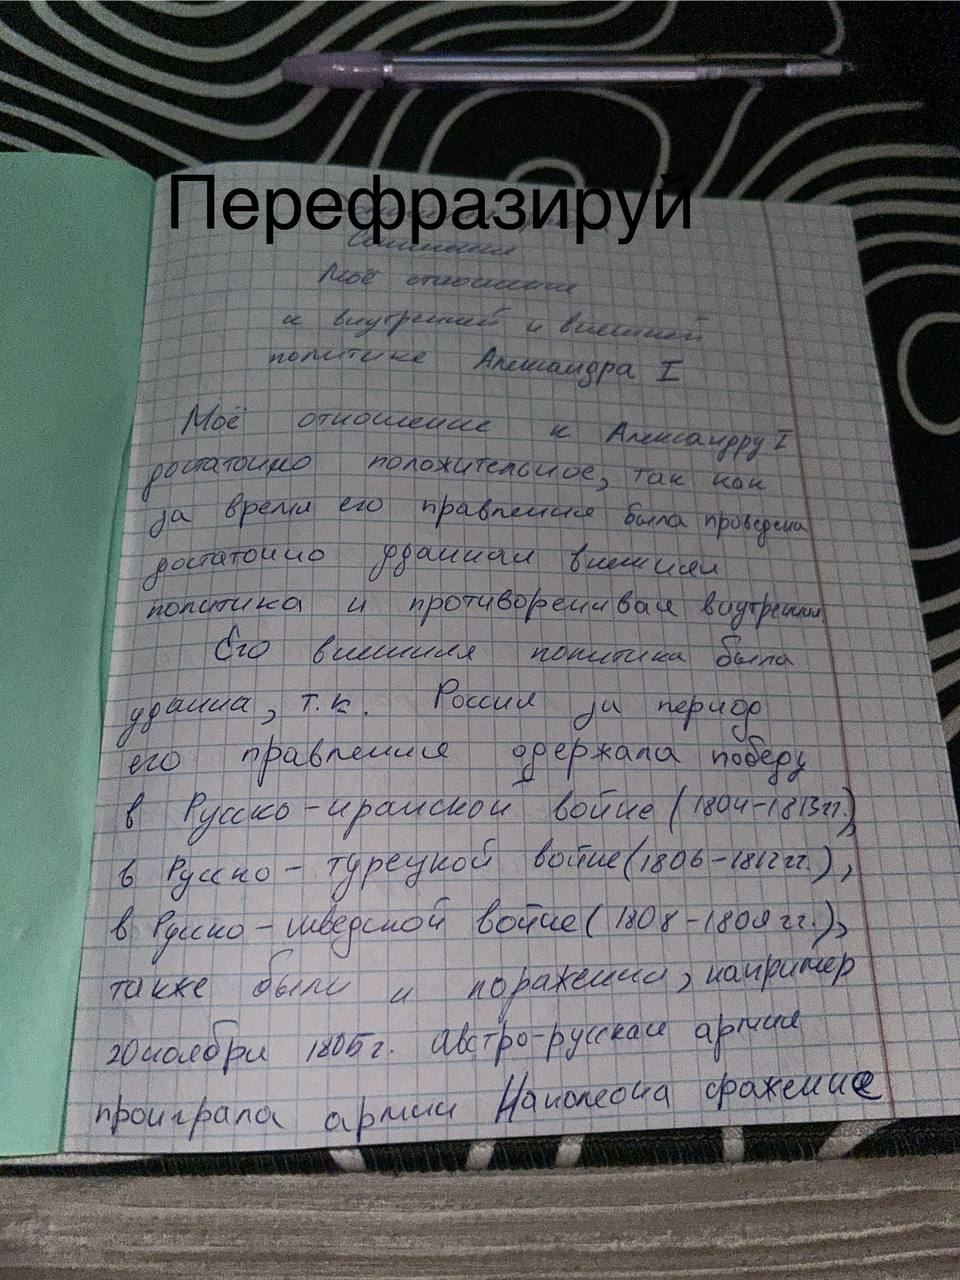 Перефразируй
Сочинение
Моё отношение
к внутренней и внешней
политике Александра I
Моё отношение к Александру I
достаточно положительное, так как
за время его правления была проведена
достаточно удачная внешняя
политика и противоречивая внутренняя
Его внешняя политика была
удачна, т.к. Россия за период
его правления одержала победу
в Русско-иранской войне (1804-1813гг.)
в Русско-турецкой войне (1806-1812гг.),
в Русско-шведской войне (1808-1809 гг.),
также были и поражения, например
20 ноября 1805г. Австро-русская армия
проиграла армии Наполеона сражение